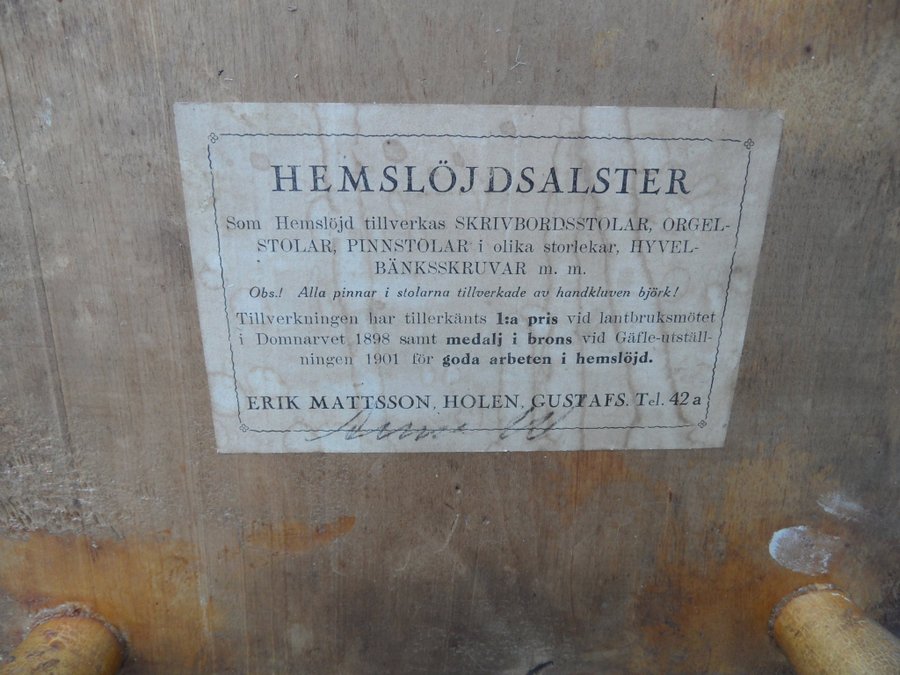 HEMSLÖJDSALSTER
Som Hemslöjd tillverkas SKRIVBORDSSTOLAR, ORGEL-
STOLAR, PINNSTOLAR i olika storlekar, HYVEL-
BÄNKSSKRUVAR m. m.
Obs.! Alla pinnar i stolarna tillverkade av handkluven björk!
Tillverkningen har tillerkänts 1:a pris vid lantbruksmötet
i Domnarvet 1898 samt medalj i brons vid Gäfle-utställ-
ningen 1901 för goda arbeten i hemslöjd.
ERIK MATTSSON, HOLEN, GUSTAFS. Tel. 42 a